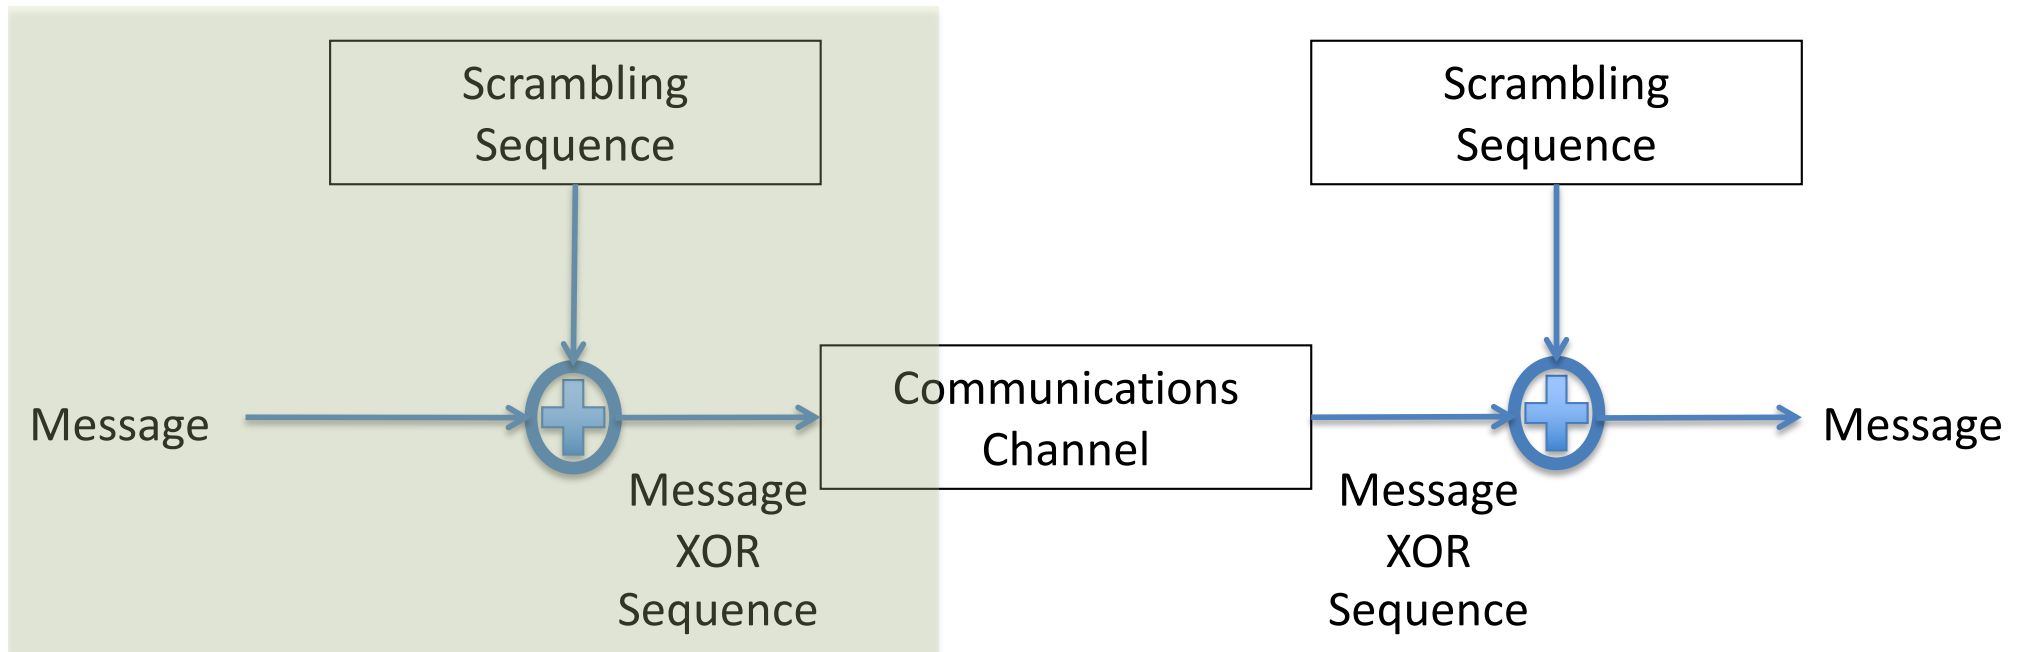 Scrambling
Sequence
Scrambling
Sequence
Message
Communications
Channel
Message
Message
XOR
Sequence
Message
XOR
Sequence